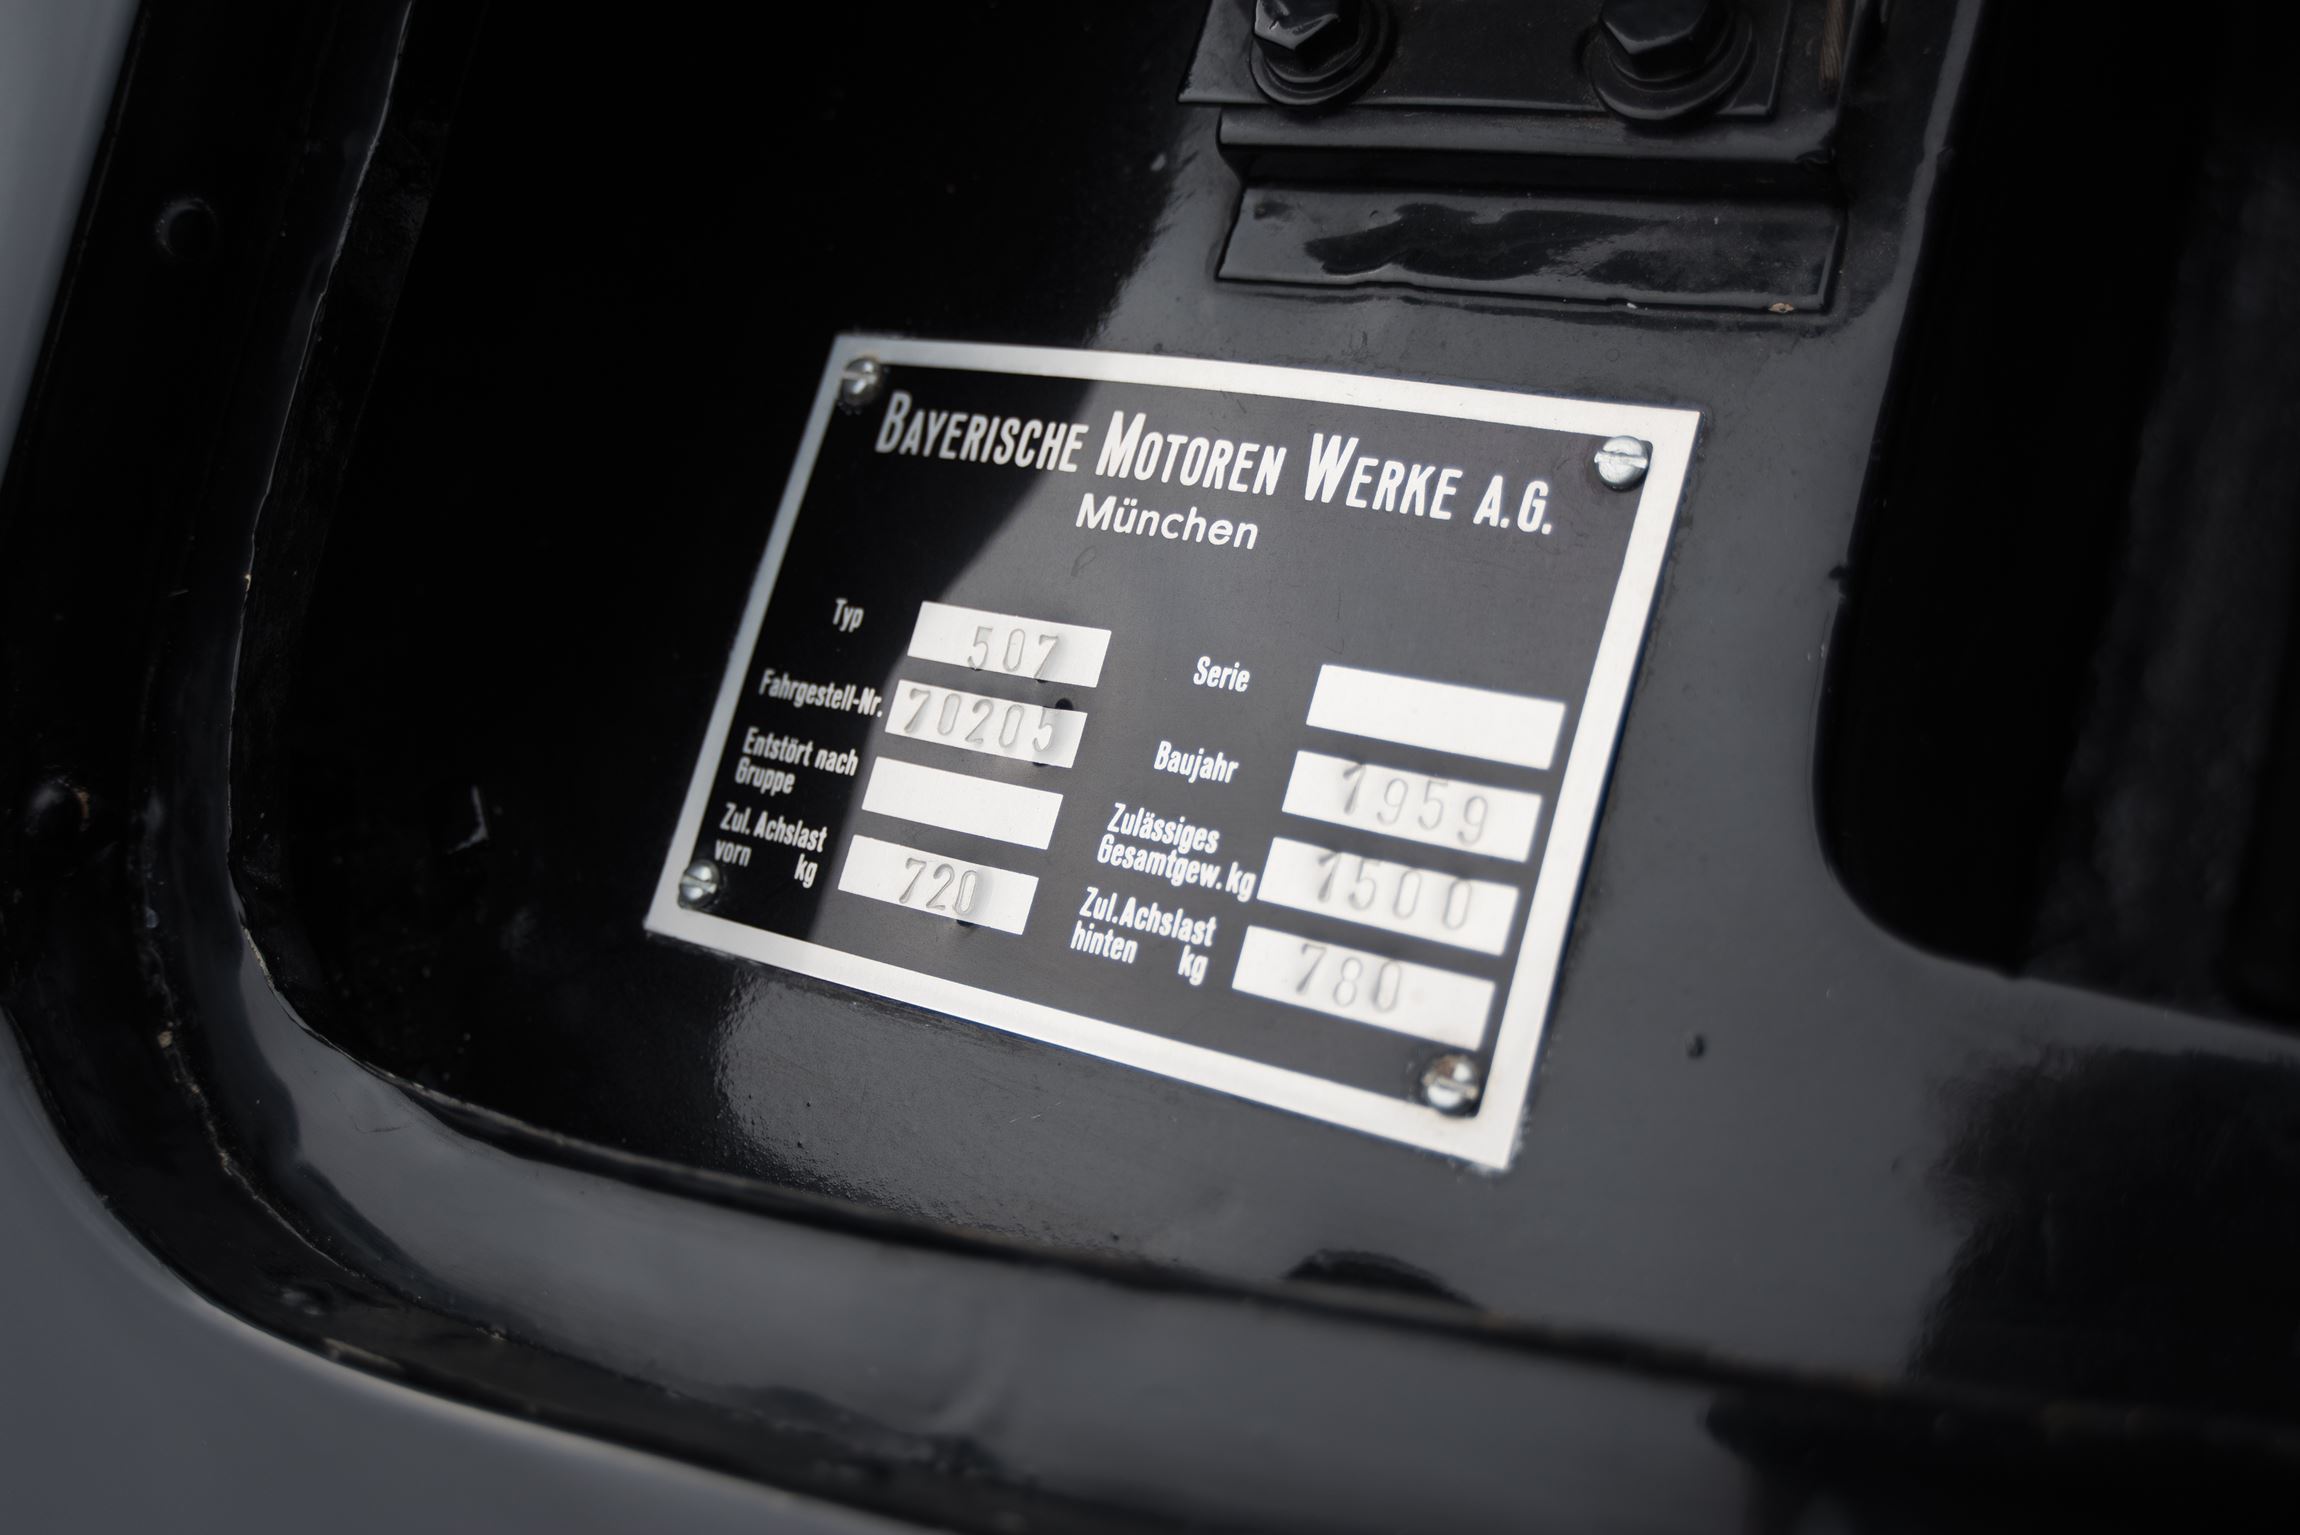 BAYERISCHE MOTOREN WERKE A.G.
München
Typ 507
Serie
Fahrgestell-Nr. 70205
Baujahr 1959
Entstört nach
Gruppe
Zulässiges
Gesamtgew. kg 1500
Zul. Achslast
vorn kg 720
Zul. Achslast
hinten kg 780